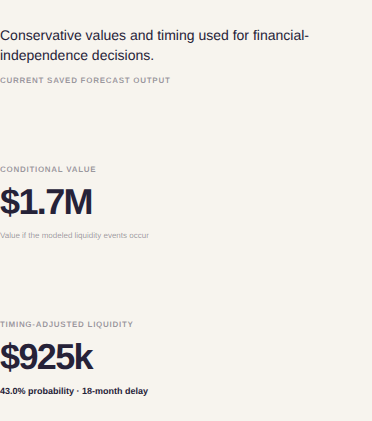 Conservative values and timing used for financial-
independence decisions.
CURRENT SAVED FORECAST OUTPUT
CONDITIONAL VALUE
$1.7M
Value if the modeled liquidity events occur
TIMING-ADJUSTED LIQUIDITY
$925k
43.0% probability · 18-month delay